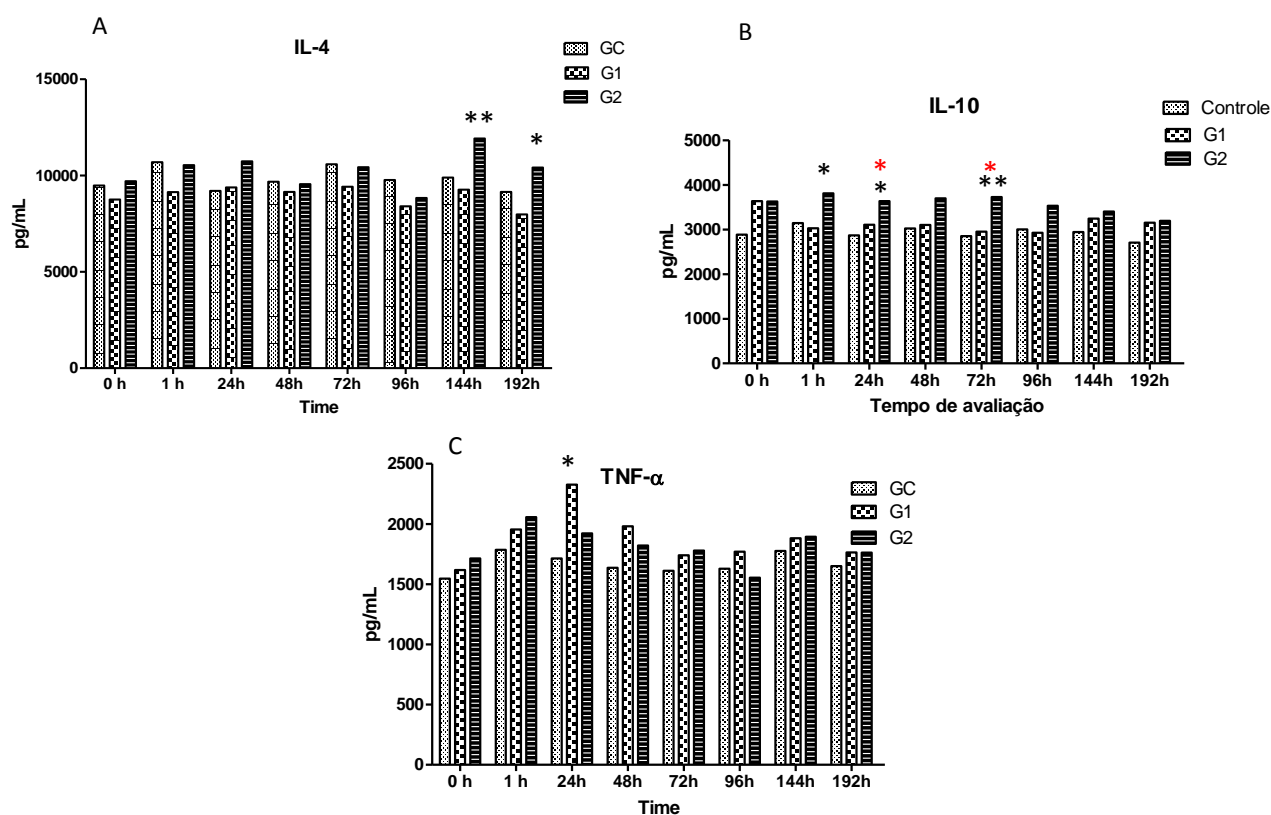 A
IL-4
GC
G1
G2
15000
10000
5000
0
pg/mL
** *
0 h 1 h 24h 48h 72h 96h 144h 192h
Time
B
IL-10
Controle
G1
G2
5000
4000
3000
2000
1000
0
pg/mL
* *
* * **
0 h 1 h 24h 48h 72h 96h 144h 192h
Tempo de avaliação
C
TNF-α
GC
G1
G2
2500
2000
1500
1000
500
0
pg/mL
*
0 h 1 h 24h 48h 72h 96h 144h 192h
Time